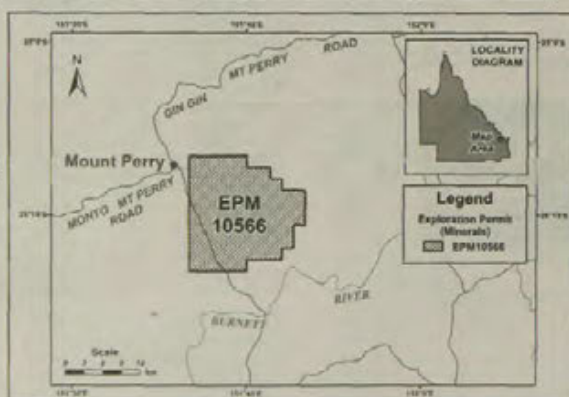 N
GIN GIN MT PERRY ROAD
LOCALITY
DIAGRAM
Map
Area
Mount Perry
MONTO MT PERRY
ROAD
EPM
10566
Legend
Exploration Permit
(Minerals)
EPM10566
BURNETT RIVER
Scale
km